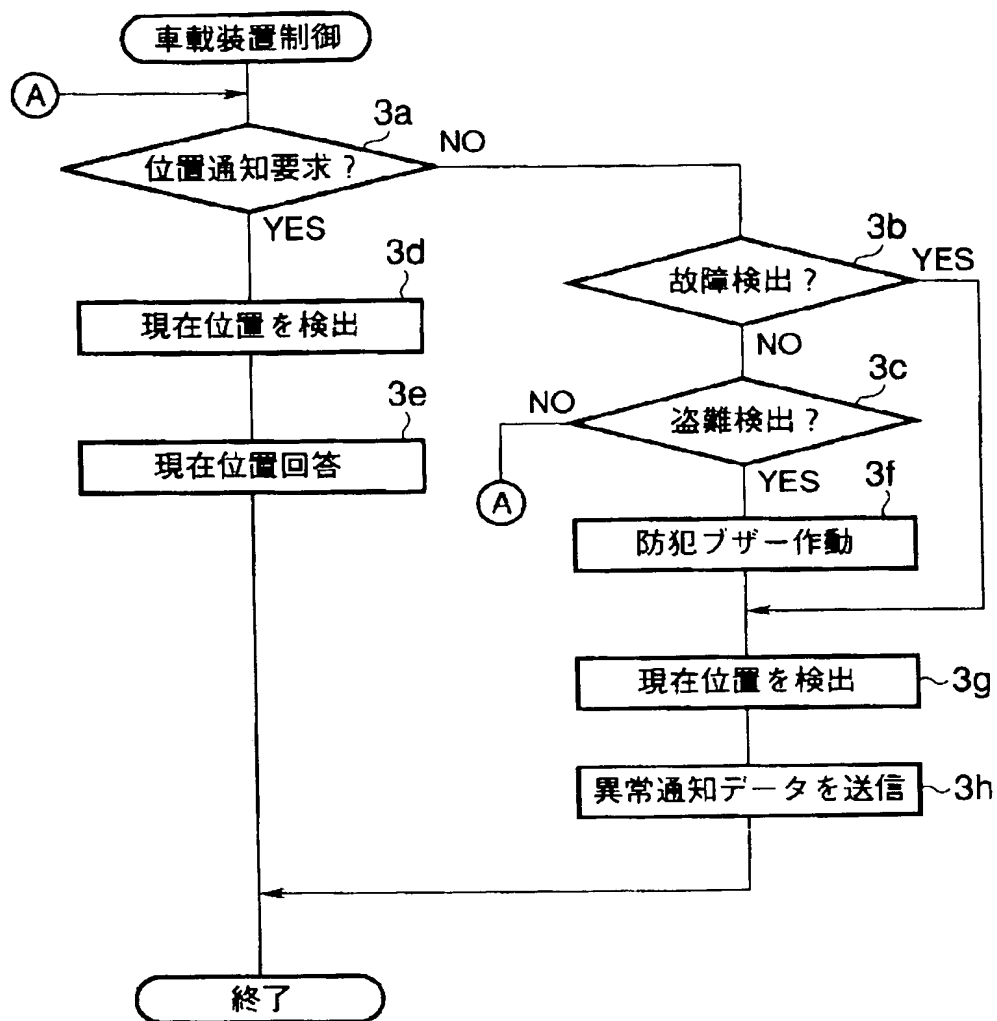 車載装置制御
A
3a
位置通知要求？
NO
YES
3b
故障検出？
YES
NO
3d
現在位置を検出
3c
盗難検出？
NO
YES
A
3e
現在位置回答
3f
防犯ブザー作動
現在位置を検出
3g
異常通知データを送信
3h
終了